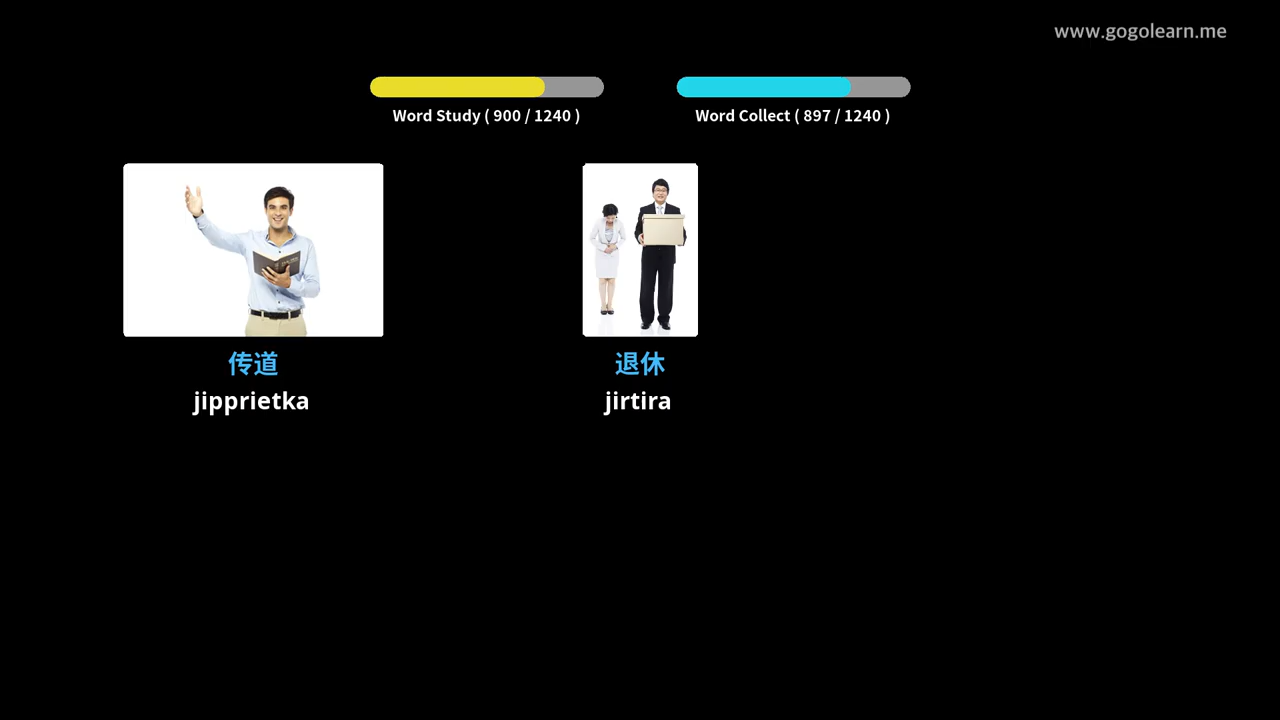 www.gogolearn.me
Word Study ( 900 / 1240 )
Word Collect ( 897 / 1240 )
传道
jipprietka
退休
jirtira